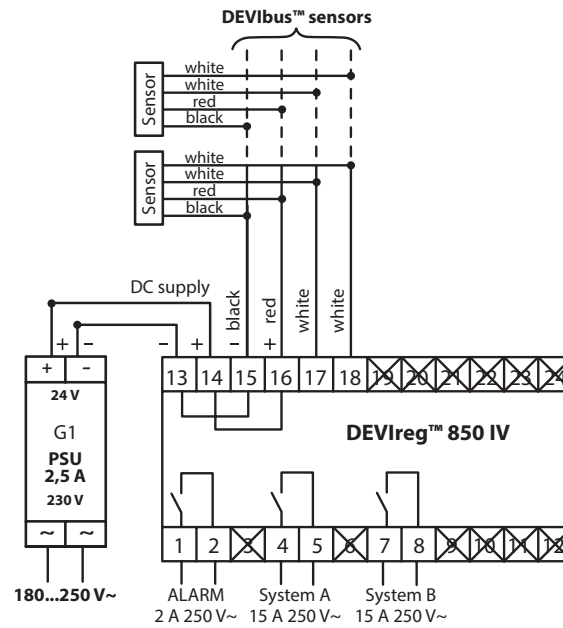 DEVIbus™ sensors
white
white
red
black
Sensor
white
white
red
black
Sensor
DC supply
black
red
white
white
+ − − + − +
+ − 13 14 15 16 17 18 19 20 21 22 23 24
24 V
G1
PSU
2,5 A
230 V
DEVIreg™ 850 IV
~ ~ 1 2 3 4 5 6 7 8 9 10 11 12
180...250 V~
ALARM
2 A 250 V~
System A
15 A 250 V~
System B
15 A 250 V~